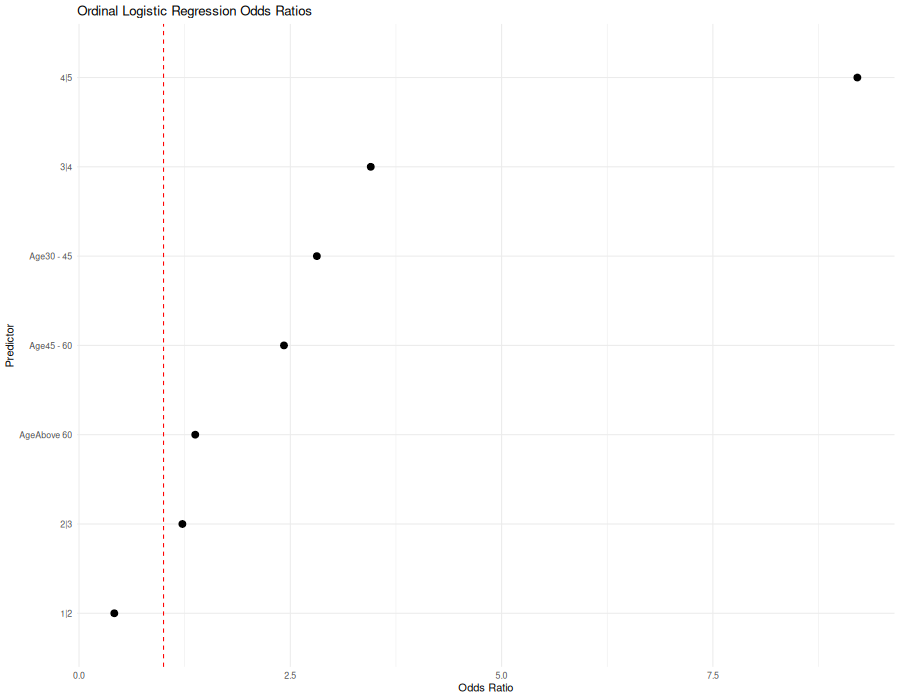 Ordinal Logistic Regression Odds Ratios
4|5
3|4
Age30 - 45
Age45 - 60
AgeAbove 60
2|3
1|2
Predictor
0.0 2.5 5.0 7.5
Odds Ratio